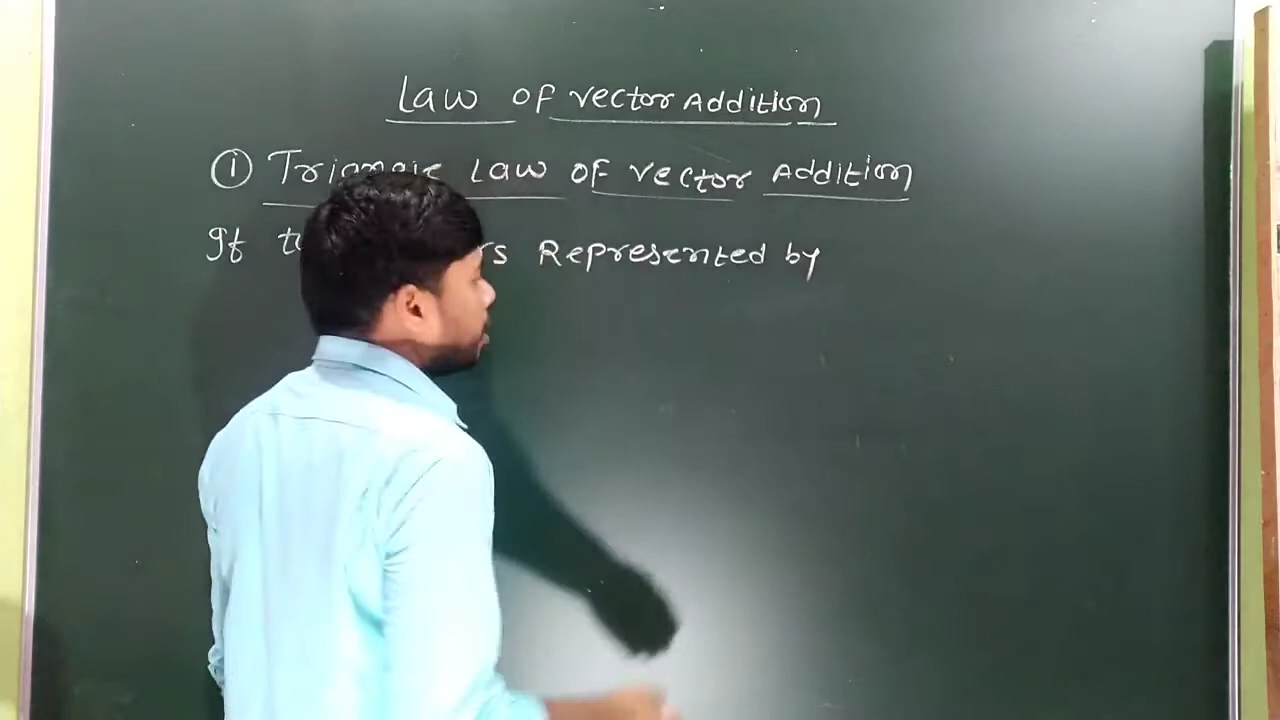 Law of vector Addition
① Triangle Law of vector Addition
If Represented by